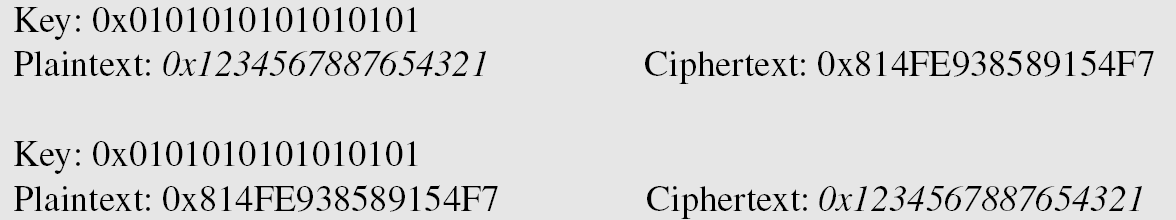 Key: 0x0101010101010101
Plaintext: 0x1234567887654321 Ciphertext: 0x814FE938589154F7
Key: 0x0101010101010101
Plaintext: 0x814FE938589154F7 Ciphertext: 0x1234567887654321